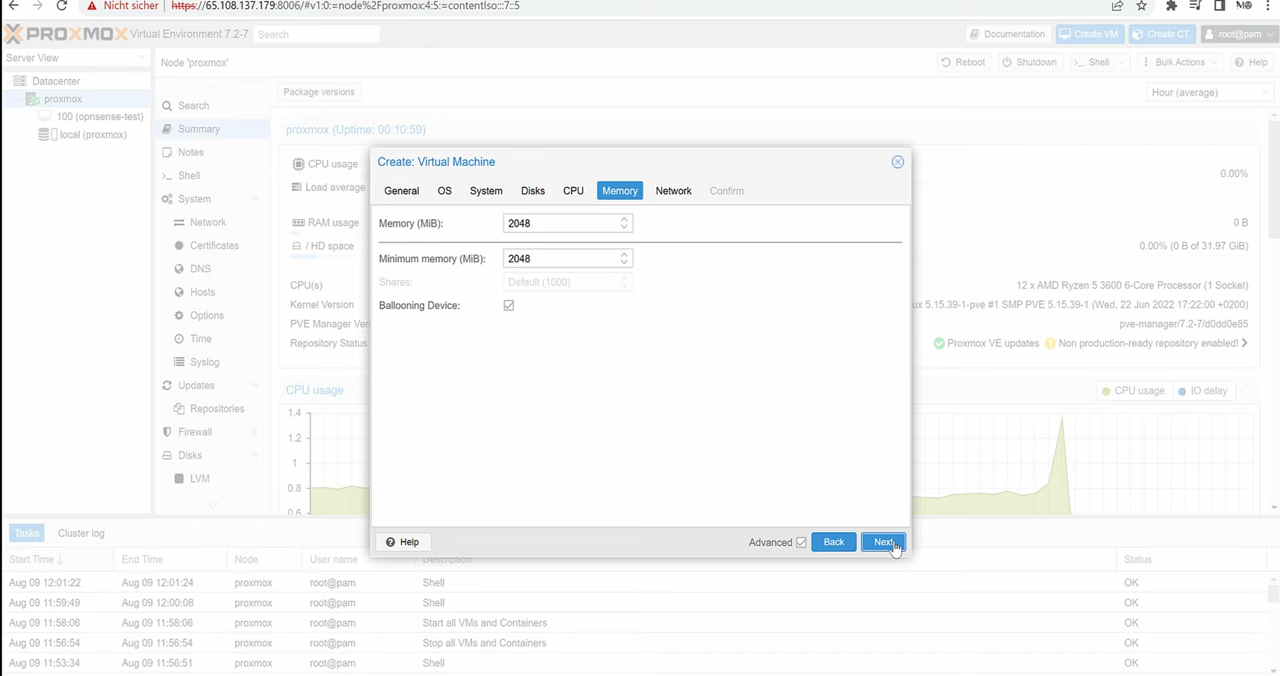 Nicht sicher | https://65.108.137.179:8006/#v1:0:=node%2Fproxmox:4:5:=contentIso:::7::5
PROXMOX Virtual Environment 7.2-7 Search Documentation Create VM Create CT root@pam
Server View Node 'proxmox' Reboot Shutdown >_ Shell Bulk Actions Help
Datacenter
proxmox
100 (opnsense-test)
local (proxmox)
Search
Summary
Notes
>_ Shell
System
Network
Certificates
DNS
Hosts
Options
Time
Syslog
Updates
Repositories
Firewall
Disks
LVM
Package versions Hour (average)
proxmox (Uptime: 00:10:59)
CPU usage 0.00%
Load average
RAM usage 0 B
/ HD space 0.00% (0 B of 31.97 GiB)
CPU(s) 12 x AMD Ryzen 5 3600 6-Core Processor (1 Socket)
Kernel Version ux 5.15.39-1-pve #1 SMP PVE 5.15.39-1 (Wed, 22 Jun 2022 17:22:00 +0200)
PVE Manager Ver pve-manager/7.2-7/d0dd0e85
Repository Status Proxmox VE updates Non production-ready repository enabled!
CPU usage CPU usage IO delay
1.4
1.2
1
0.8
0.6
Create: Virtual Machine
General OS System Disks CPU Memory Network Confirm
Memory (MiB): 2048
Minimum memory (MiB): 2048
Shares: Default (1000)
Ballooning Device:
Help Advanced Back Next
Tasks Cluster log
Start Time End Time Node User name Description Status
Aug 09 12:01:22 Aug 09 12:01:24 proxmox root@pam Shell OK
Aug 09 11:59:49 Aug 09 12:00:08 proxmox root@pam Shell OK
Aug 09 11:58:06 Aug 09 11:58:06 proxmox root@pam Start all VMs and Containers OK
Aug 09 11:56:54 Aug 09 11:56:54 proxmox root@pam Stop all VMs and Containers OK
Aug 09 11:53:34 Aug 09 11:56:51 proxmox root@pam Shell OK